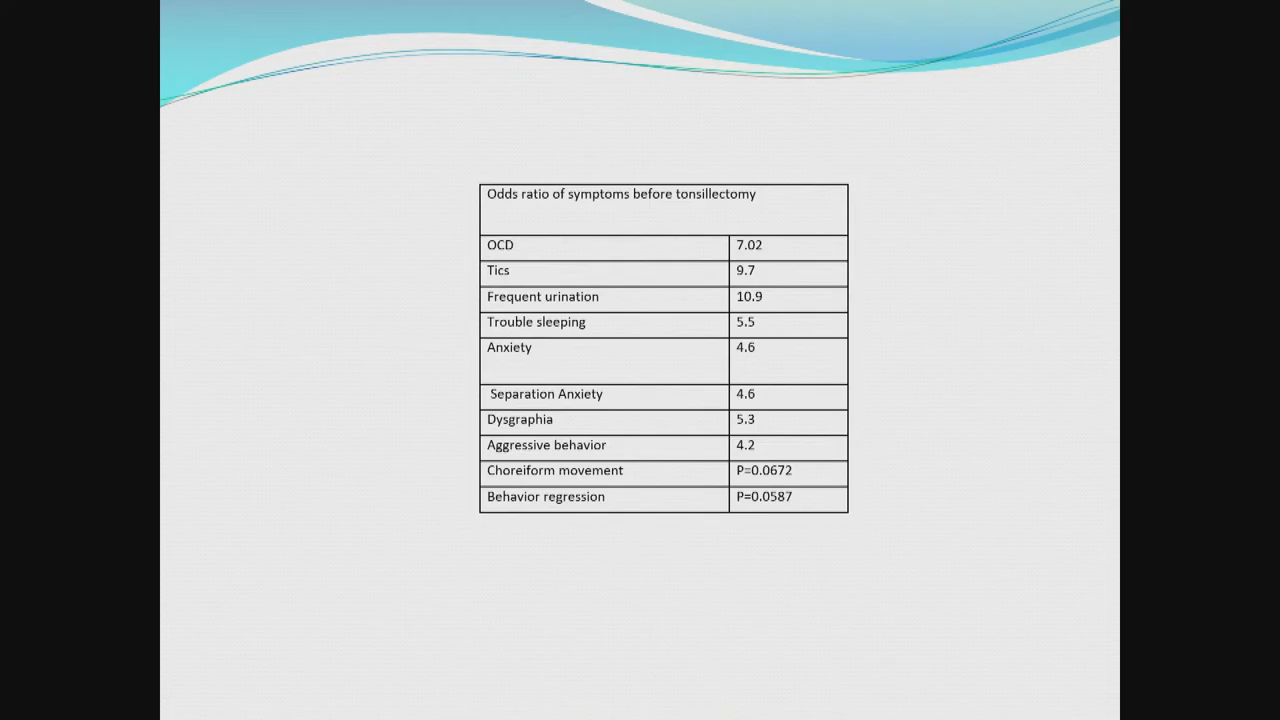 Odds ratio of symptoms before tonsillectomy
OCD 7.02
Tics 9.7
Frequent urination 10.9
Trouble sleeping 5.5
Anxiety 4.6
Separation Anxiety 4.6
Dysgraphia 5.3
Aggressive behavior 4.2
Choreiform movement P=0.0672
Behavior regression P=0.0587